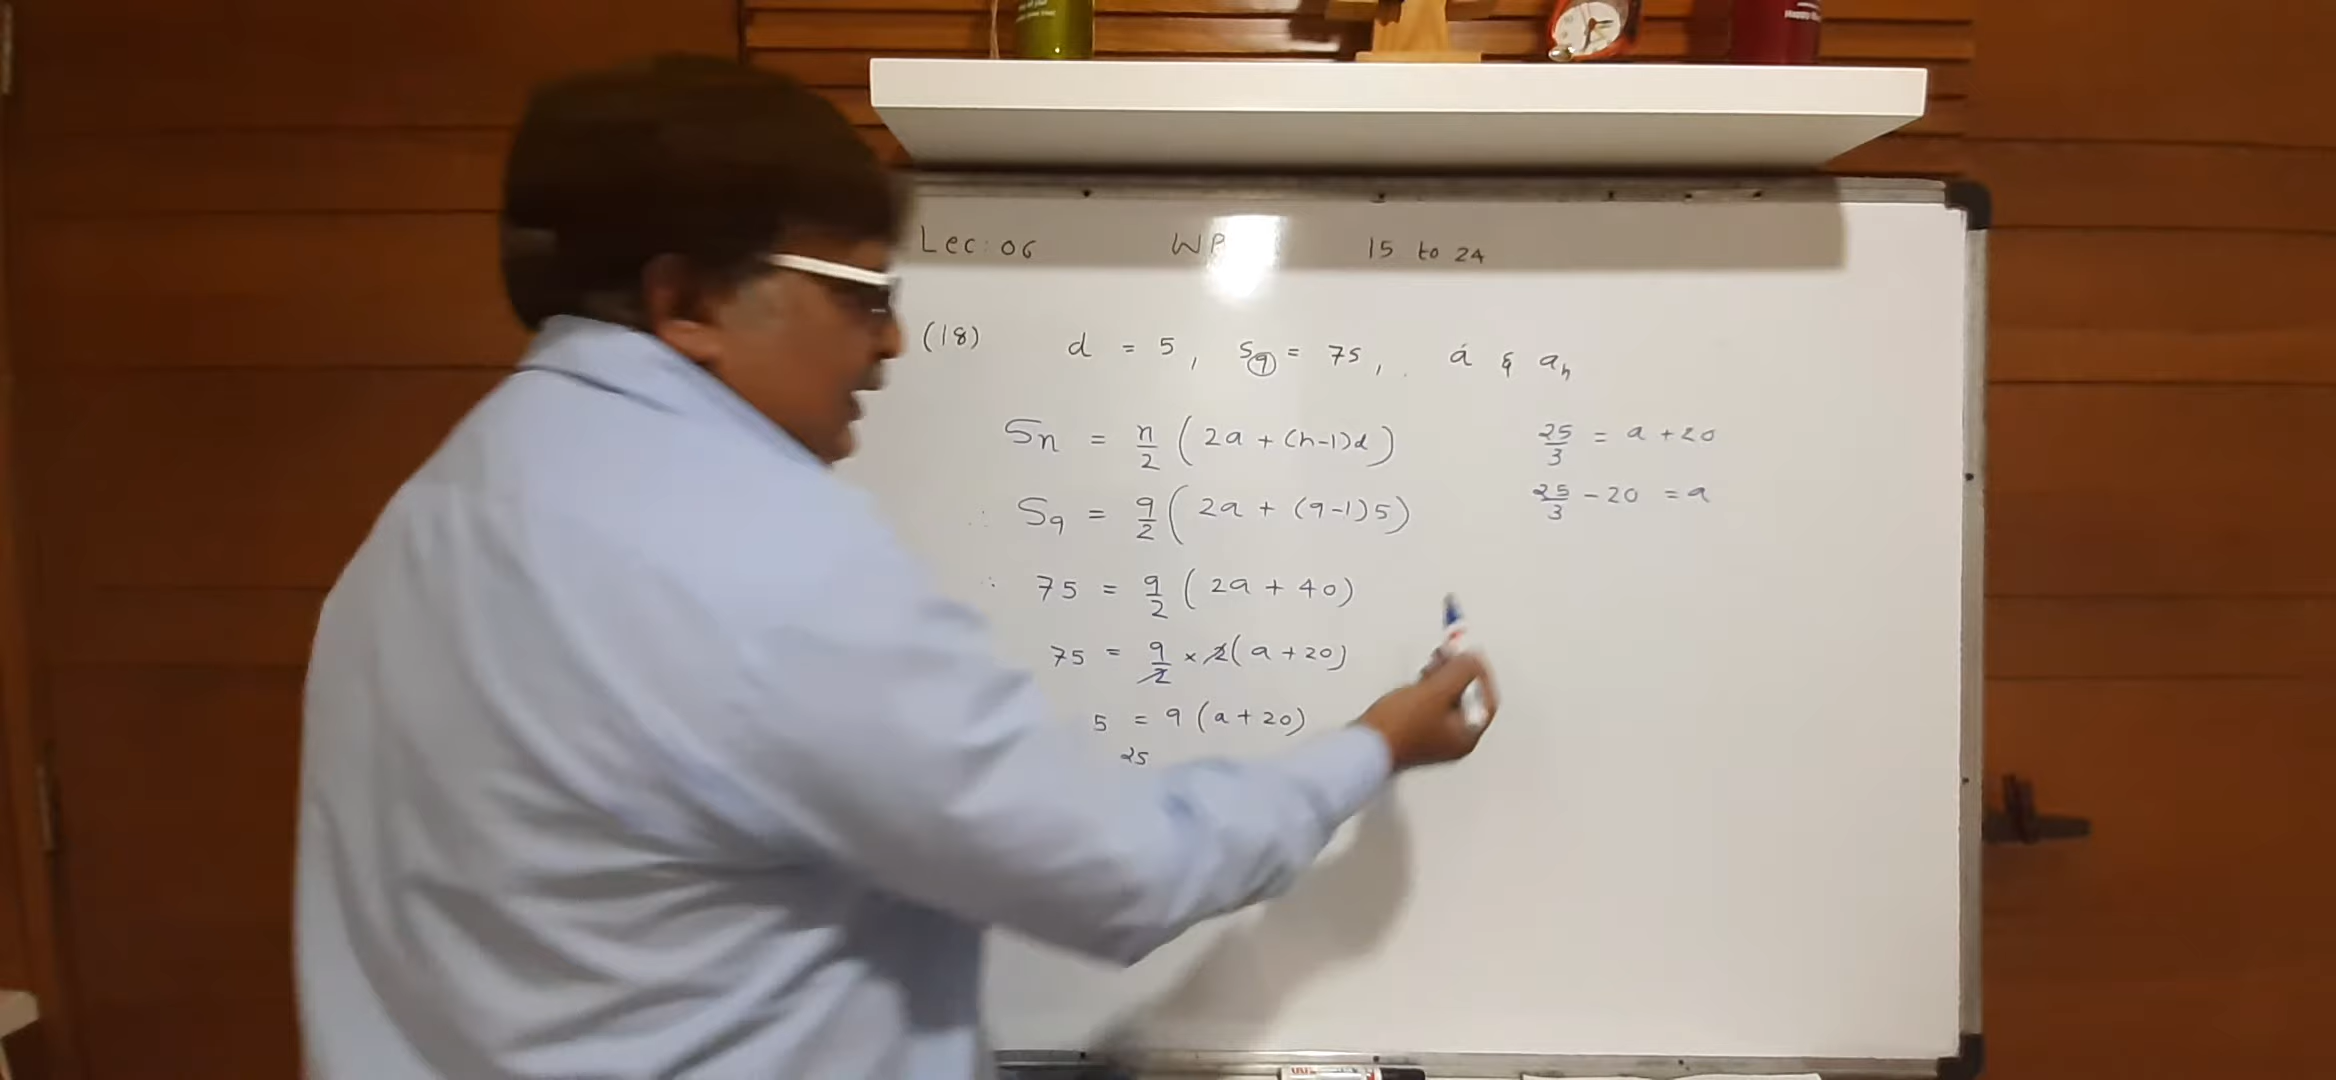 Lec: 06 WP 15 to 24
(18) d = 5, S₉ = 75, a & aₙ
Sn = n/2 (2a + (n-1)d)
∴ S₉ = 9/2 (2a + (9-1)5)
∴ 75 = 9/2 (2a + 40)
75 = 9/2 × 2(a + 20)
5 = 9 (a + 20)
25
25/3 = a + 20
25/3 - 20 = a